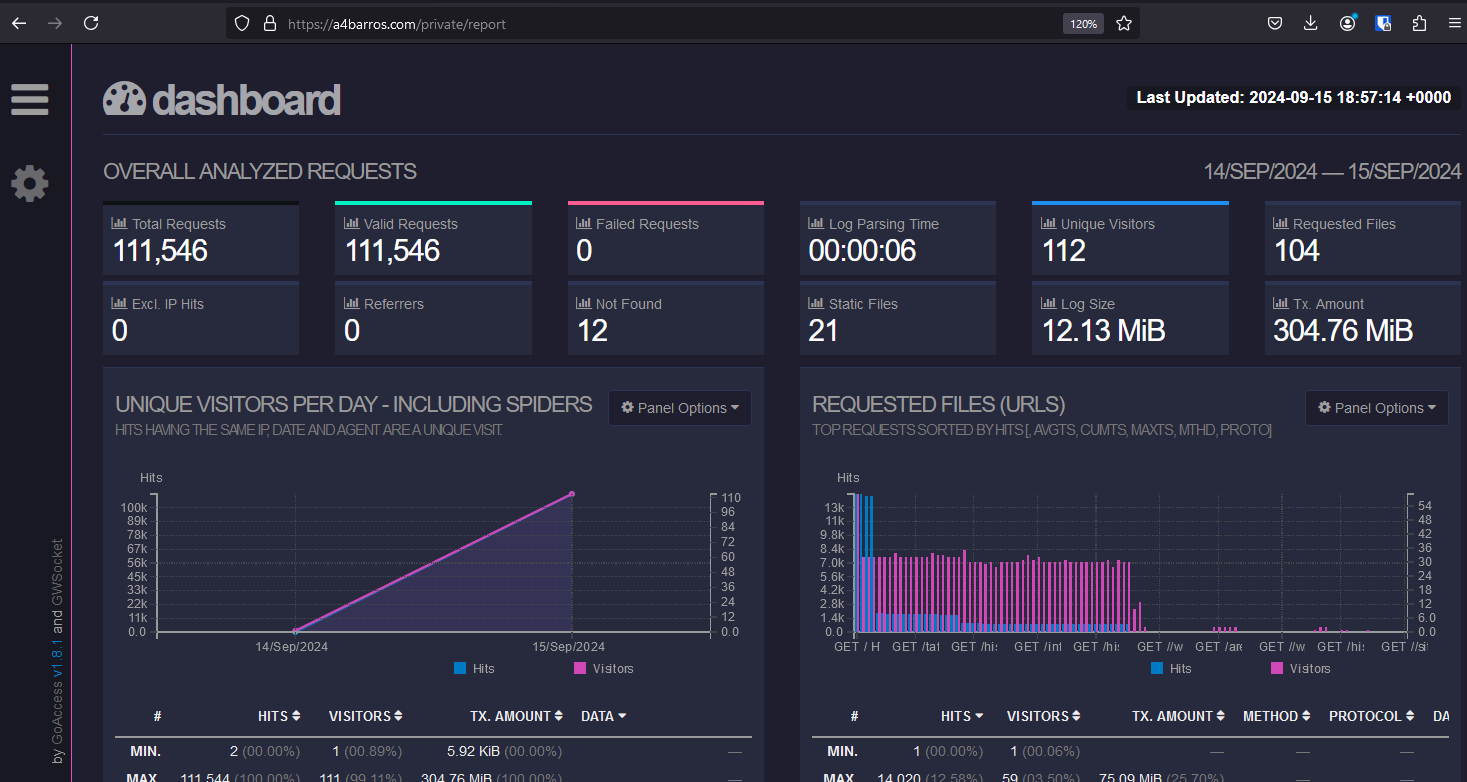 https://a4barros.com/private/report 120%
dashboard
Last Updated: 2024-09-15 18:57:14 +0000
OVERALL ANALYZED REQUESTS
14/SEP/2024 — 15/SEP/2024
Total Requests
111,546
Valid Requests
111,546
Failed Requests
0
Log Parsing Time
00:00:06
Unique Visitors
112
Requested Files
104
Excl. IP Hits
0
Referrers
0
Not Found
12
Static Files
21
Log Size
12.13 MiB
Tx. Amount
304.76 MiB
UNIQUE VISITORS PER DAY - INCLUDING SPIDERS
Panel Options
HITS HAVING THE SAME IP, DATE AND AGENT ARE A UNIQUE VISIT.
Hits
100k
89k
78k
67k
56k
45k
33k
22k
11k
0.0
110
96
84
72
60
48
36
24
12
0.0
14/Sep/2024
15/Sep/2024
Hits
Visitors
# HITS VISITORS TX. AMOUNT DATA
MIN. 2 (00.00%) 1 (00.89%) 5.92 KiB (00.00%) —
MAX. 111,544 (100.00%) 111 (99.11%) 304.76 MiB (100.00%) —
REQUESTED FILES (URLS)
Panel Options
TOP REQUESTS SORTED BY HITS [, AVGTS, CUMTS, MAXTS, MTHD, PROTO]
Hits
13k
11k
9.8k
8.4k
7.0k
5.6k
4.2k
2.8k
1.4k
0.0
54
48
42
36
30
24
18
12
6.0
0.0
GET / H
GET /tat
GET /his
GET /inf
GET /his
GET //w
GET /are
GET //w
GET /his
GET //sit
Hits
Visitors
# HITS VISITORS TX. AMOUNT METHOD PROTOCOL DA
MIN. 1 (00.00%) 1 (00.06%) — — —
MAX. 14,020 (12.58%) 59 (03.50%) 75.09 MiB (25.70%) — —
by GoAccess v1.8.1 and GWSocket